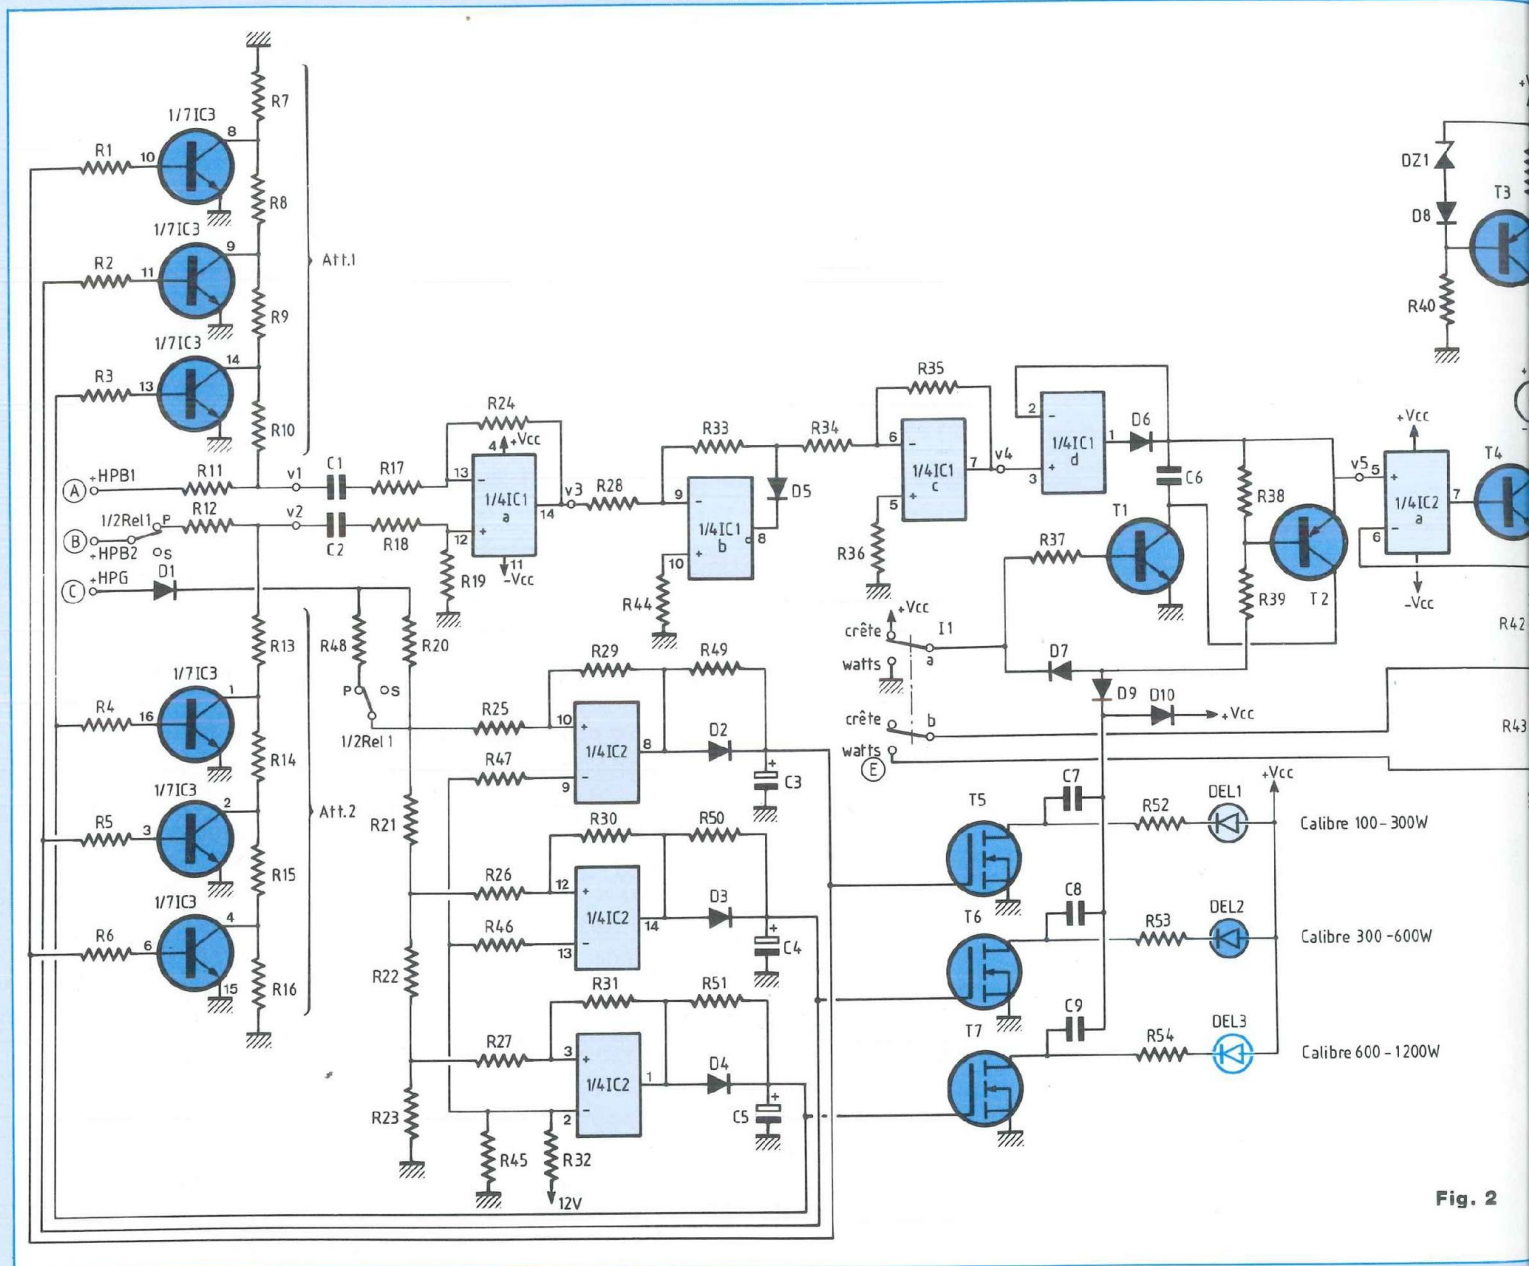 R7
1/7IC3
8
R1
10
R8
1/7IC3
9
R2
11
Att.1
R9
1/7IC3
14
R3
13
R10
A
+HPB1
R11
v1
C1
R17
B
1/2Rel1
P
R12
v2
C2
R18
+HPB2
S
C
+HPG
D1
R24
4
+Vcc
13
-
1/4IC1
a
14
+
12
11
-Vcc
R19
v3
R28
R33
9
-
1/4IC1
b
8
+
10
D5
R44
R34
R35
6
-
1/4IC1
c
7
+
5
R36
v4
2
-
1/4IC1
d
1
+
3
D6
C6
T1
R37
R38
R39
T2
v5
5
+
+Vcc
1/4IC2
a
7
-
6
-Vcc
T4
DZ1
D8
R40
T3
R42
R43
+Vcc
crête
I1
a
watts
D7
D9
D10
+Vcc
crête
b
watts
E
R13
1/7IC3
1
R4
16
R14
1/7IC3
2
R5
3
Att.2
R15
1/7IC3
4
R6
6
15
R16
R48
R20
P
S
1/2Rel1
R21
R22
R23
R25
R47
R29
R49
10
+
1/4IC2
8
-
9
D2
+
C3
R26
R46
R30
R50
12
+
1/4IC2
14
-
13
D3
+
C4
R27
R31
R51
3
+
1/4IC2
1
-
2
D4
+
C5
R45
R32
12V
T5
C7
R52
DEL1
+Vcc
Calibre 100-300W
T6
C8
R53
DEL2
Calibre 300-600W
T7
C9
R54
DEL3
Calibre 600-1200W
Fig. 2